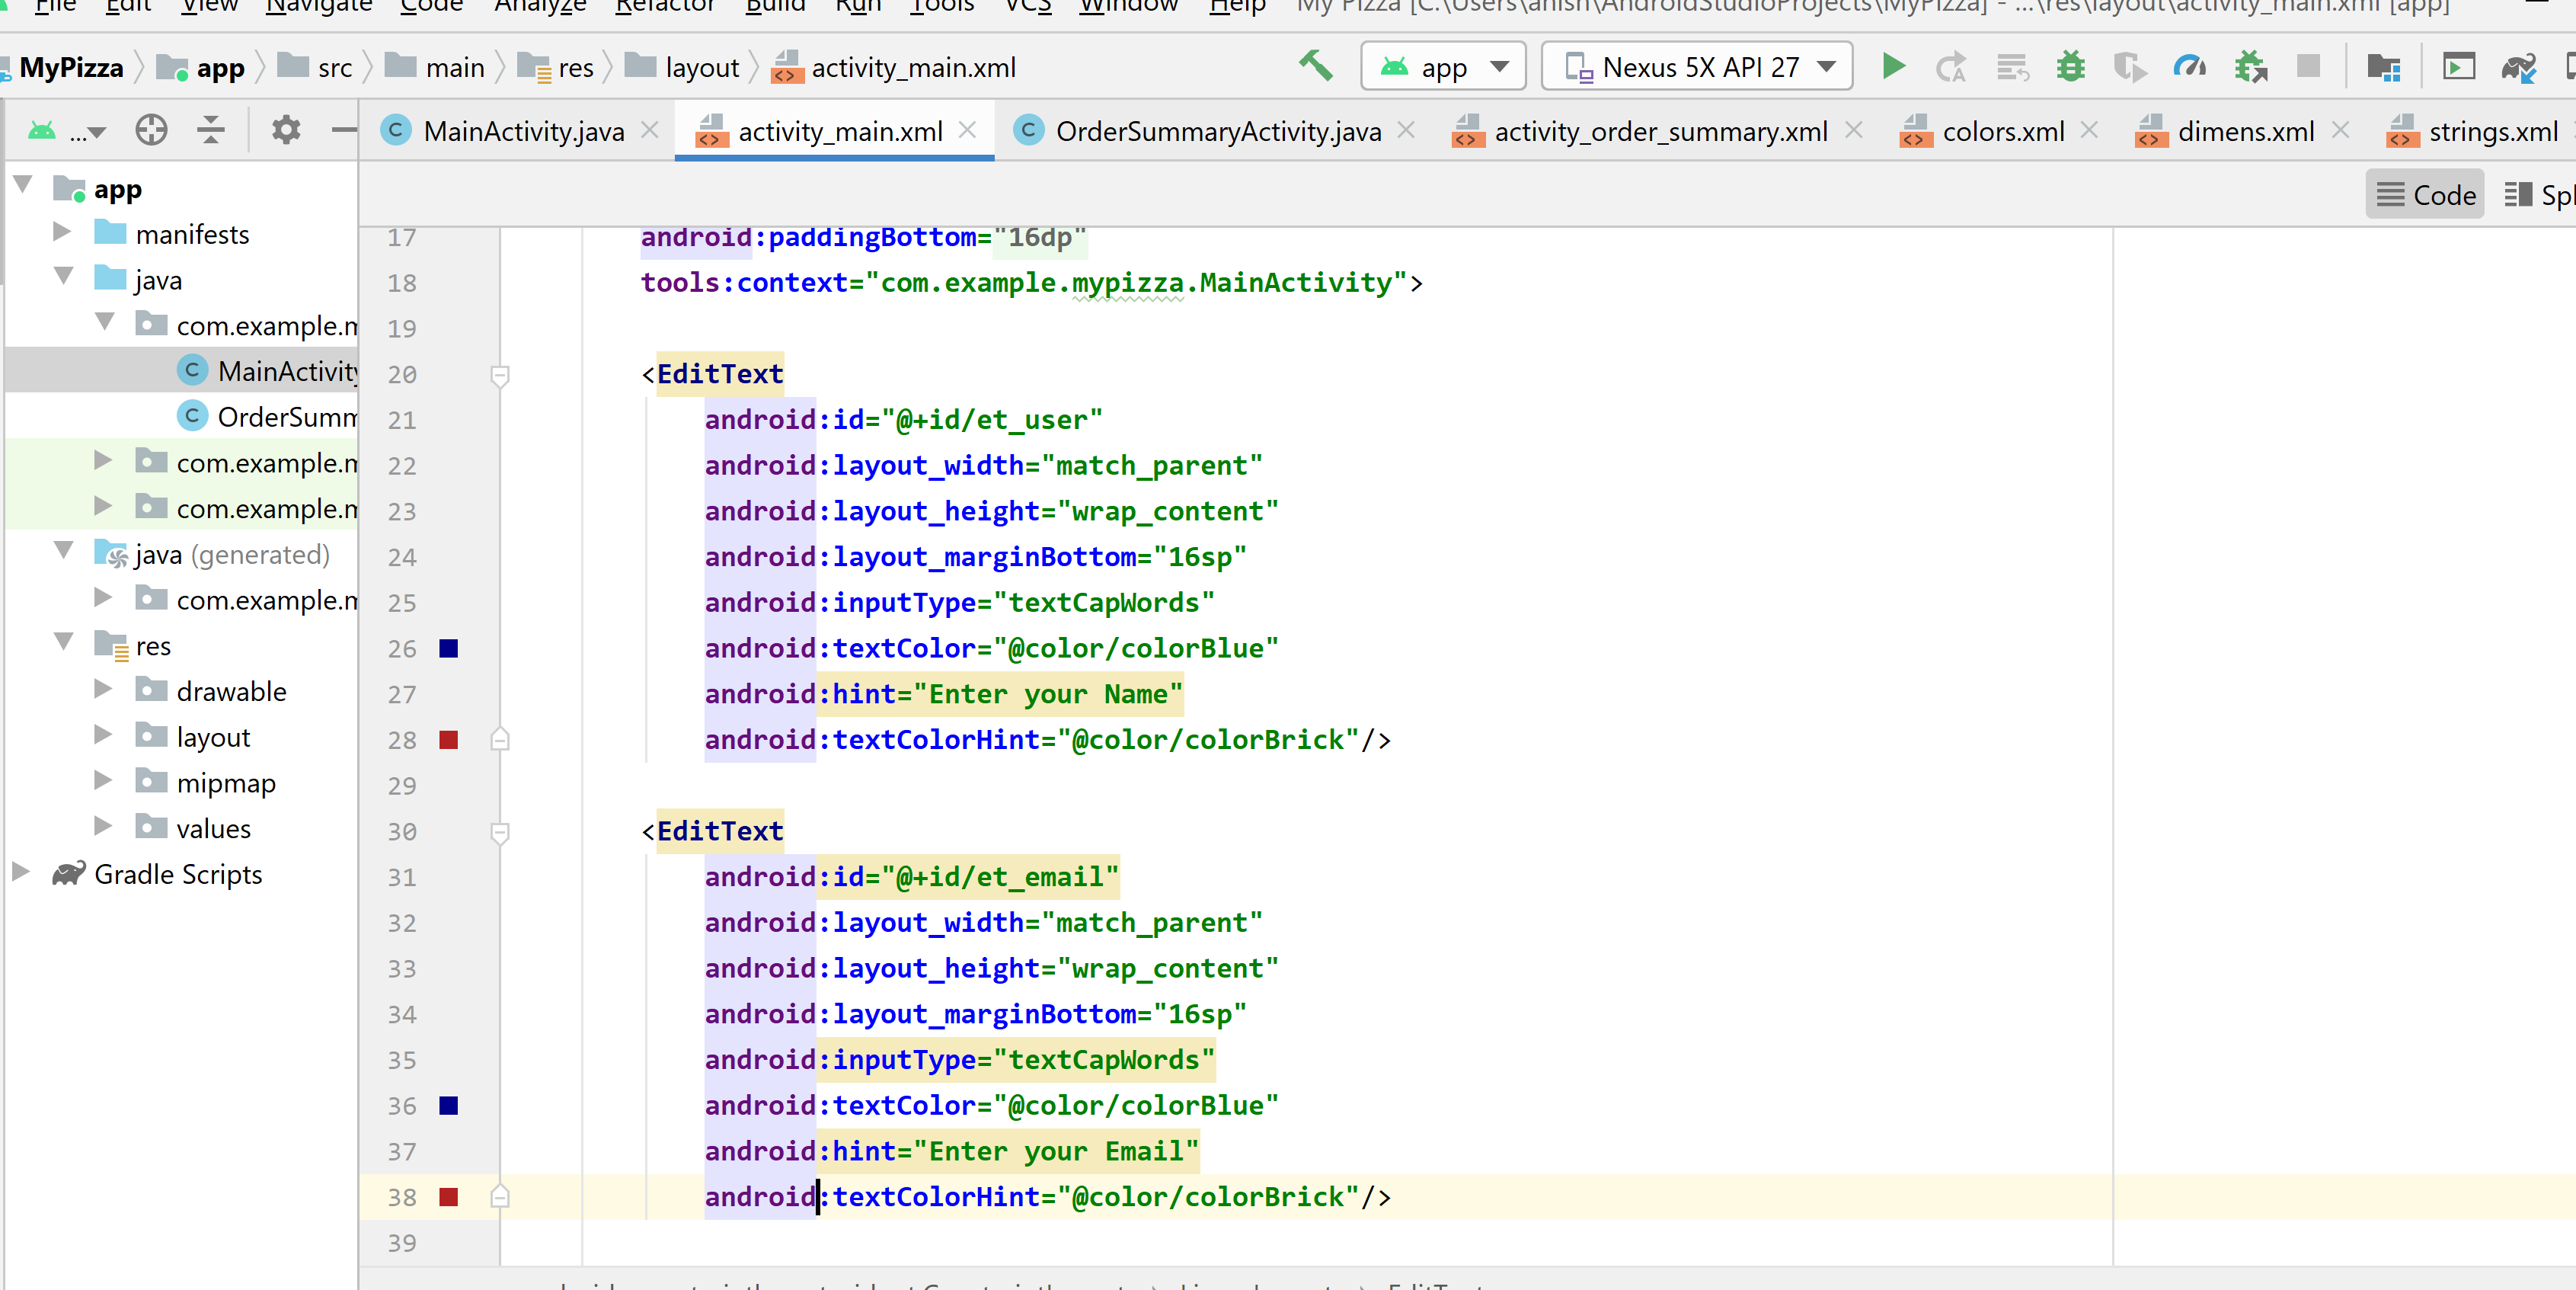 File Edit View Navigate Code Analyze Refactor Build Run Tools VCS Window Help My Pizza [C:\Users\anish\AndroidStudioProjects\MyPizza] - ...\res\layout\activity_main.xml [app]
MyPizza app src main res layout activity_main.xml app Nexus 5X API 27
... MainActivity.java activity_main.xml OrderSummaryActivity.java activity_order_summary.xml colors.xml dimens.xml strings.xml
Code Spl
app
manifests
java
com.example.m
MainActivity
OrderSumm
com.example.m
com.example.m
java (generated)
com.example.m
res
drawable
layout
mipmap
values
Gradle Scripts
17 android:paddingBottom="16dp"
18 tools:context="com.example.mypizza.MainActivity">
19
20 <EditText
21 android:id="@+id/et_user"
22 android:layout_width="match_parent"
23 android:layout_height="wrap_content"
24 android:layout_marginBottom="16sp"
25 android:inputType="textCapWords"
26 android:textColor="@color/colorBlue"
27 android:hint="Enter your Name"
28 android:textColorHint="@color/colorBrick"/>
29
30 <EditText
31 android:id="@+id/et_email"
32 android:layout_width="match_parent"
33 android:layout_height="wrap_content"
34 android:layout_marginBottom="16sp"
35 android:inputType="textCapWords"
36 android:textColor="@color/colorBlue"
37 android:hint="Enter your Email"
38 android:textColorHint="@color/colorBrick"/>
39